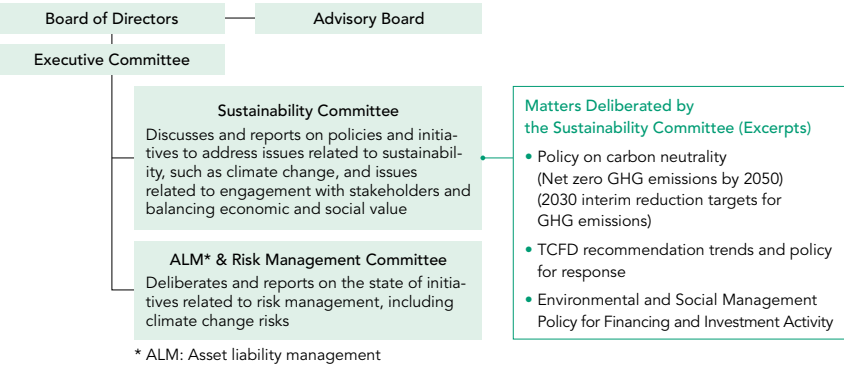 Board of Directors
Advisory Board
Executive Committee
Sustainability Committee
Discusses and reports on policies and initia-
tives to address issues related to sustainabil-
ity, such as climate change, and issues
related to engagement with stakeholders and
balancing economic and social value
ALM* & Risk Management Committee
Deliberates and reports on the state of initia-
tives related to risk management, including
climate change risks
* ALM: Asset liability management
Matters Deliberated by
the Sustainability Committee (Excerpts)
• Policy on carbon neutrality
(Net zero GHG emissions by 2050)
(2030 interim reduction targets for
GHG emissions)
• TCFD recommendation trends and policy
for response
• Environmental and Social Management
Policy for Financing and Investment Activity